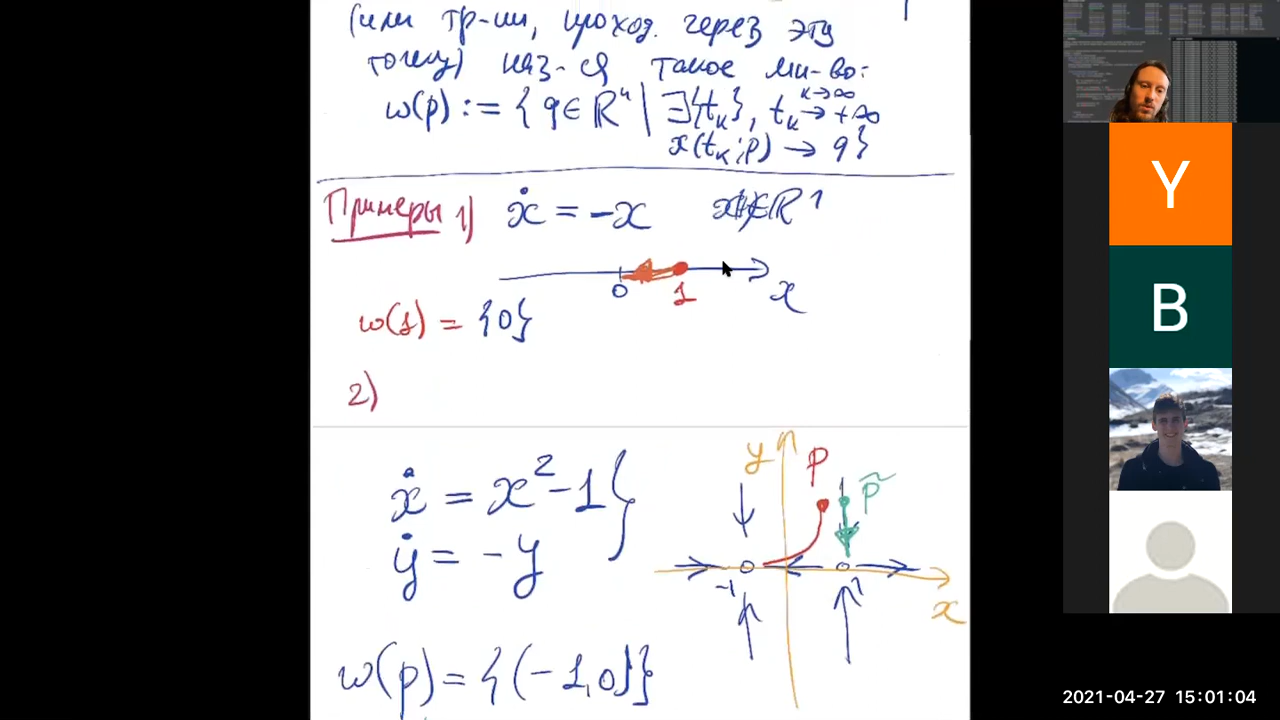 (или тр-ии, проход. через эту
точку) наз-ся такое мн-во:
ω(p) := { q ∈ ℝⁿ | ∃{tₖ}, tₖ → +∞
k→∞
x(tₖ; p) → q}
Примеры 1) ẋ = -x ∈ ℝ¹
0 1 x
ω(1) = {0}
2)
ẋ = x² - 1 }
ẏ = - y
y p p̃
-1 1 x
ω(p) = {(-1, 0)}
Y
B
2021-04-27 15:01:04